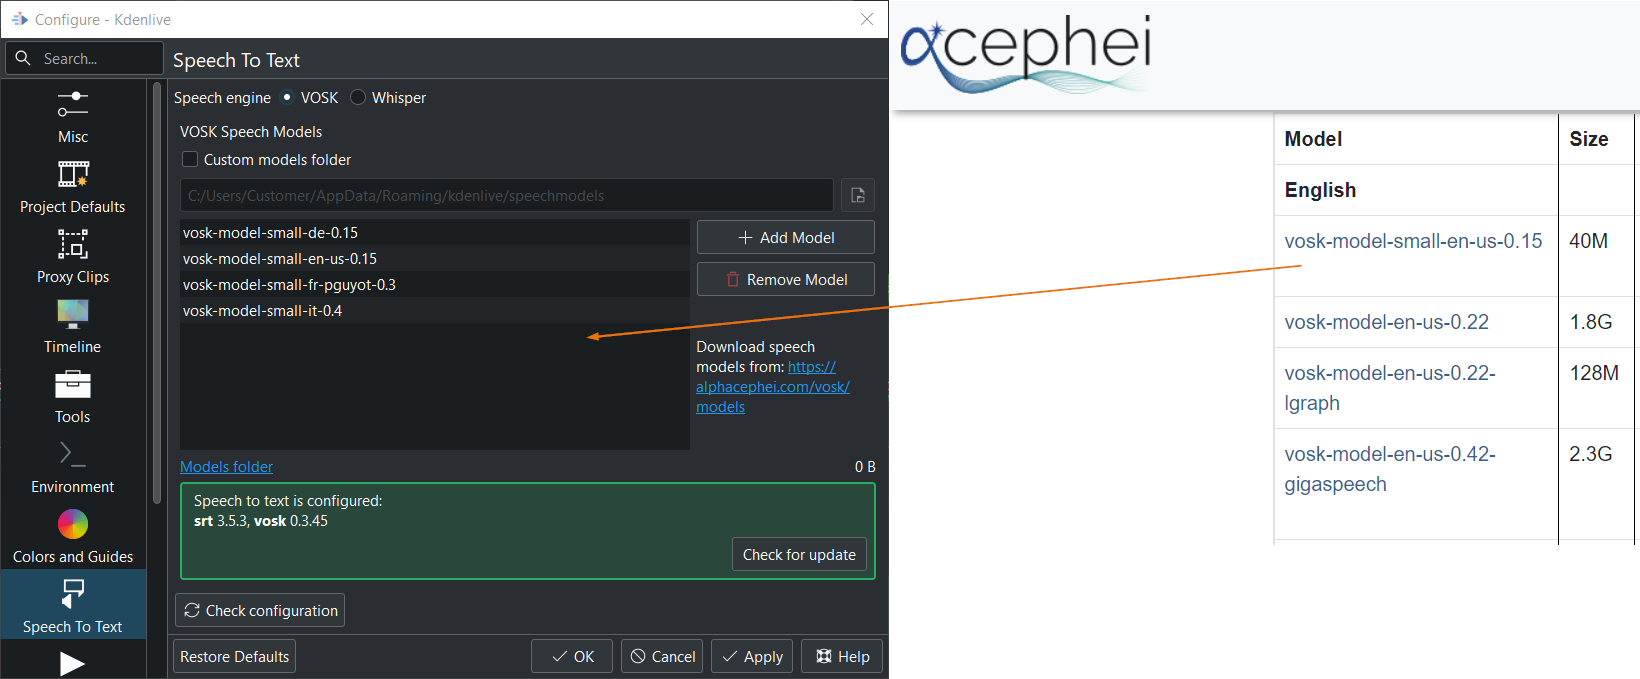 Configure - Kdenlive
Search...
Misc
Project Defaults
Proxy Clips
Timeline
Tools
Environment
Colors and Guides
Speech To Text
Speech To Text
Speech engine VOSK Whisper
VOSK Speech Models
Custom models folder
C:/Users/Customer/AppData/Roaming/kdenlive/speechmodels
vosk-model-small-de-0.15
vosk-model-small-en-us-0.15
vosk-model-small-fr-pguyot-0.3
vosk-model-small-it-0.4
Add Model
Remove Model
Download speech
models from: https://
alphacephei.com/vosk/
models
Models folder 0 B
Speech to text is configured:
srt 3.5.3, vosk 0.3.45
Check for update
Check configuration
Restore Defaults OK Cancel Apply Help
αcephei
Model Size
English
vosk-model-small-en-us-0.15 40M
vosk-model-en-us-0.22 1.8G
vosk-model-en-us-0.22- 128M
lgraph
vosk-model-en-us-0.42- 2.3G
gigaspeech